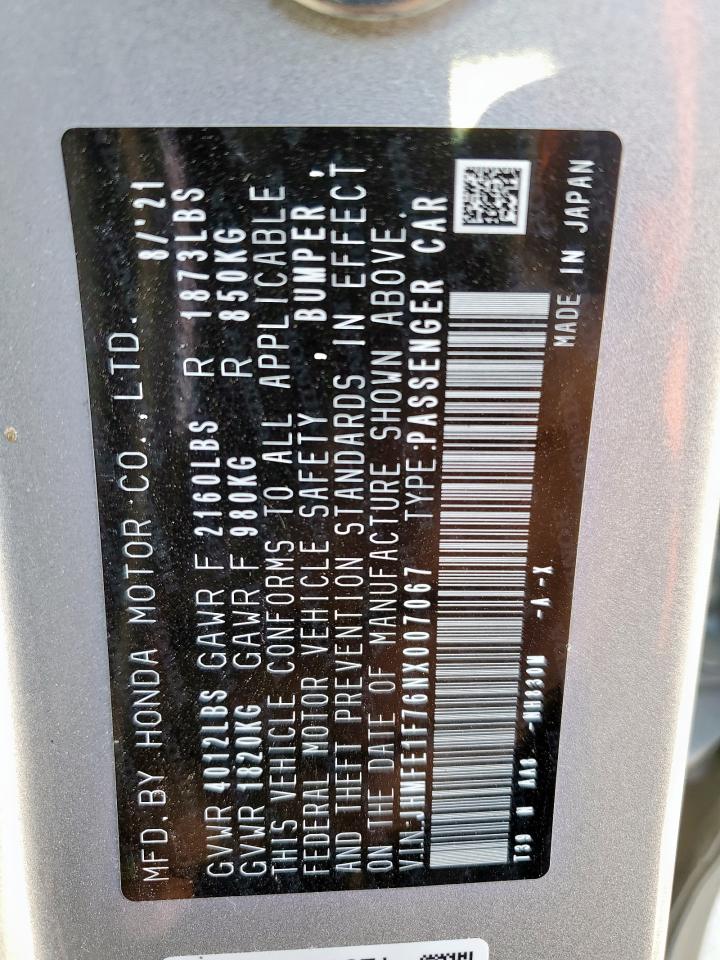 MFD. BY HONDA MOTOR CO., LTD. 8/'21
GVWR 4012LBS GAWR F 2160LBS R 1873LBS
GVWR 1820KG GAWR F 980KG R 850KG
THIS VEHICLE CONFORMS TO ALL APPLICABLE
FEDERAL MOTOR VEHICLE SAFETY , BUMPER,
AND THEFT PREVENTION STANDARDS IN EFFECT
ON THE DATE OF MANUFACTURE SHOWN ABOVE.
V.I.N.: JHMFE1F76NX007067 TYPE: PASSENGER CAR
-A -X
MADE IN JAPAN